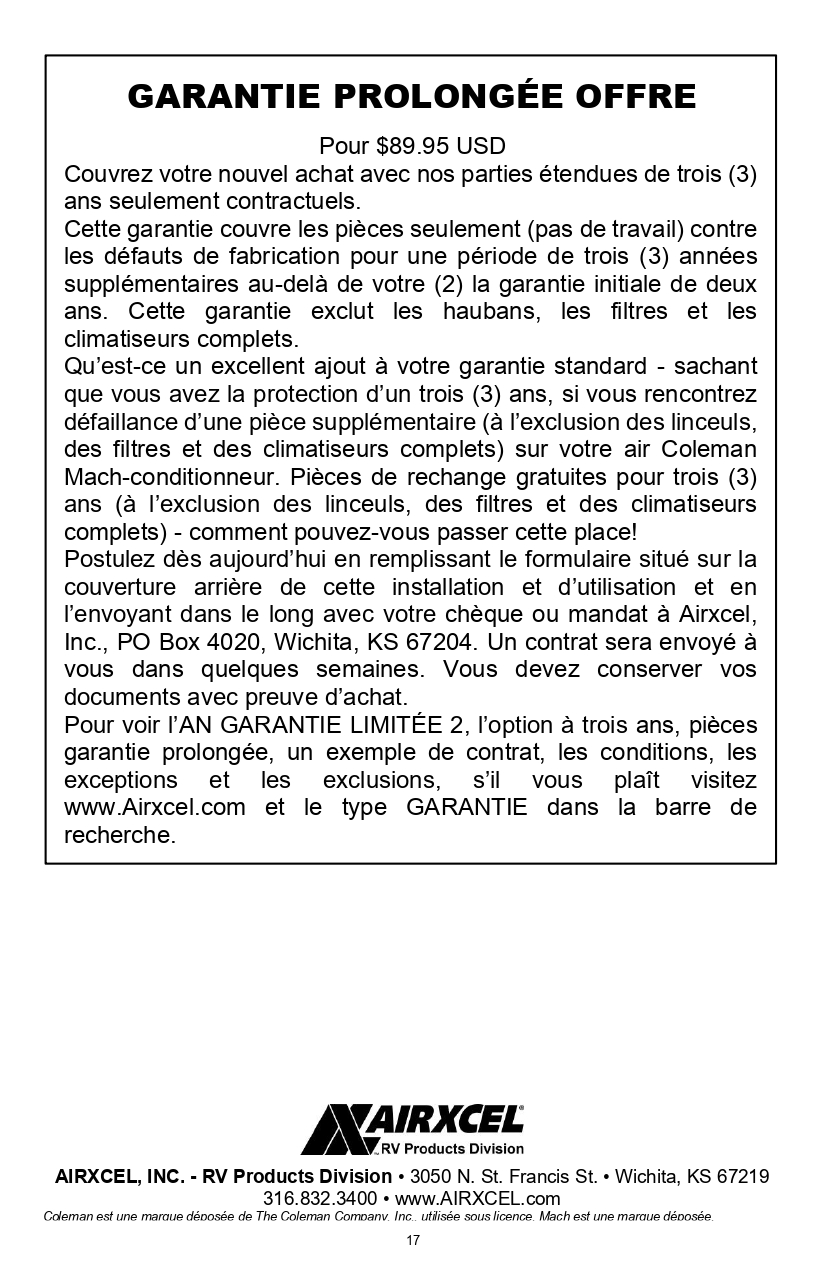 GARANTIE PROLONGÉE OFFRE
Pour $89.95 USD
Couvrez votre nouvel achat avec nos parties étendues de trois (3)
ans seulement contractuels.
Cette garantie couvre les pièces seulement (pas de travail) contre
les défauts de fabrication pour une période de trois (3) années
supplémentaires au-delà de votre (2) la garantie initiale de deux
ans. Cette garantie exclut les haubans, les filtres et les
climatiseurs complets.
Qu’est-ce un excellent ajout à votre garantie standard - sachant
que vous avez la protection d’un trois (3) ans, si vous rencontrez
défaillance d’une pièce supplémentaire (à l’exclusion des linceuls,
des filtres et des climatiseurs complets) sur votre air Coleman
Mach-conditionneur. Pièces de rechange gratuites pour trois (3)
ans (à l’exclusion des linceuls, des filtres et des climatiseurs
complets) - comment pouvez-vous passer cette place!
Postulez dès aujourd’hui en remplissant le formulaire situé sur la
couverture arrière de cette installation et d’utilisation et en
l’envoyant dans le long avec votre chèque ou mandat à Airxcel,
Inc., PO Box 4020, Wichita, KS 67204. Un contrat sera envoyé à
vous dans quelques semaines. Vous devez conserver vos
documents avec preuve d’achat.
Pour voir l’AN GARANTIE LIMITÉE 2, l’option à trois ans, pièces
garantie prolongée, un exemple de contrat, les conditions, les
exceptions et les exclusions, s’il vous plaît visitez
www.Airxcel.com et le type GARANTIE dans la barre de
recherche.
AIRXCEL®
™ RV Products Division
AIRXCEL, INC. - RV Products Division • 3050 N. St. Francis St. • Wichita, KS 67219
316.832.3400 • www.AIRXCEL.com
Coleman est une marque déposée de The Coleman Company, Inc., utilisée sous licence. Mach est une marque déposée.
17